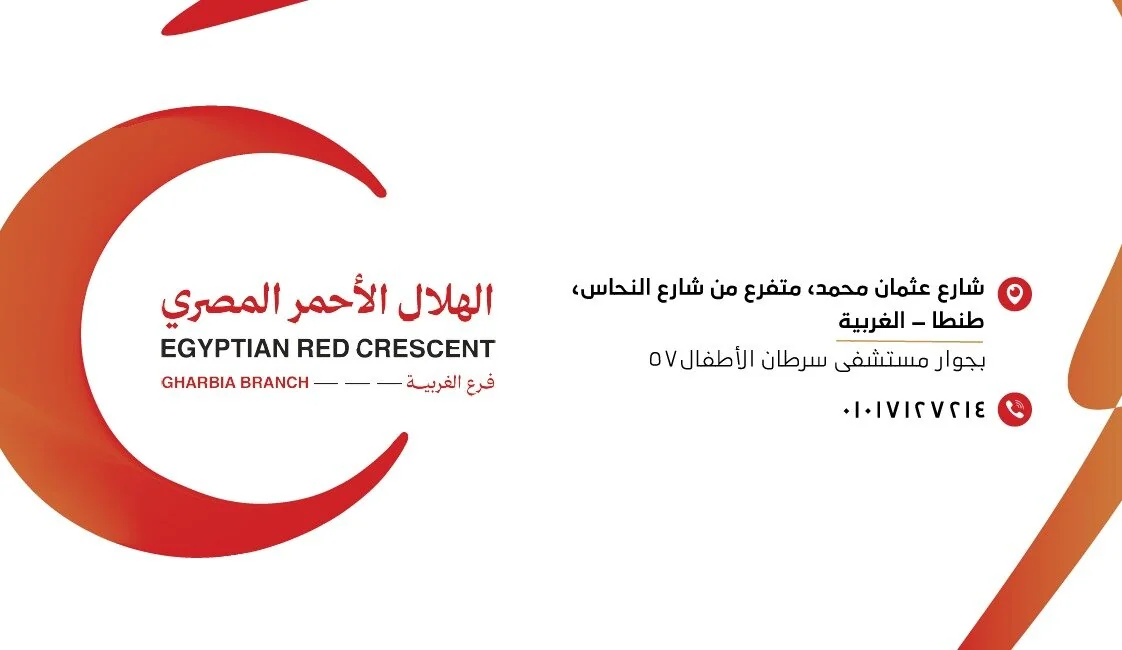 الهلال الأحمر المصري
EGYPTIAN RED CRESCENT
GHARBIA BRANCH — — — فرع الغربية
شارع عثمان محمد، متفرع من شارع النحاس،
طنطا – الغربية
بجوار مستشفى سرطان الأطفال٥٧
٠١٠١٧١٢٧٢١٤